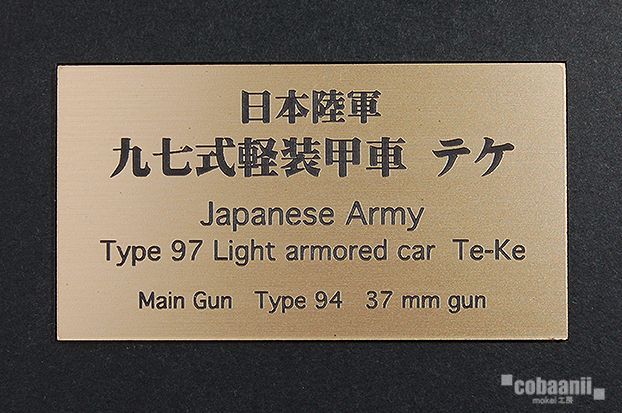 日本陸軍
九七式軽装甲車 テケ
Japanese Army
Type 97 Light armored car Te-Ke
Main Gun Type 94 37 mm gun
cobaanii
mokei工房